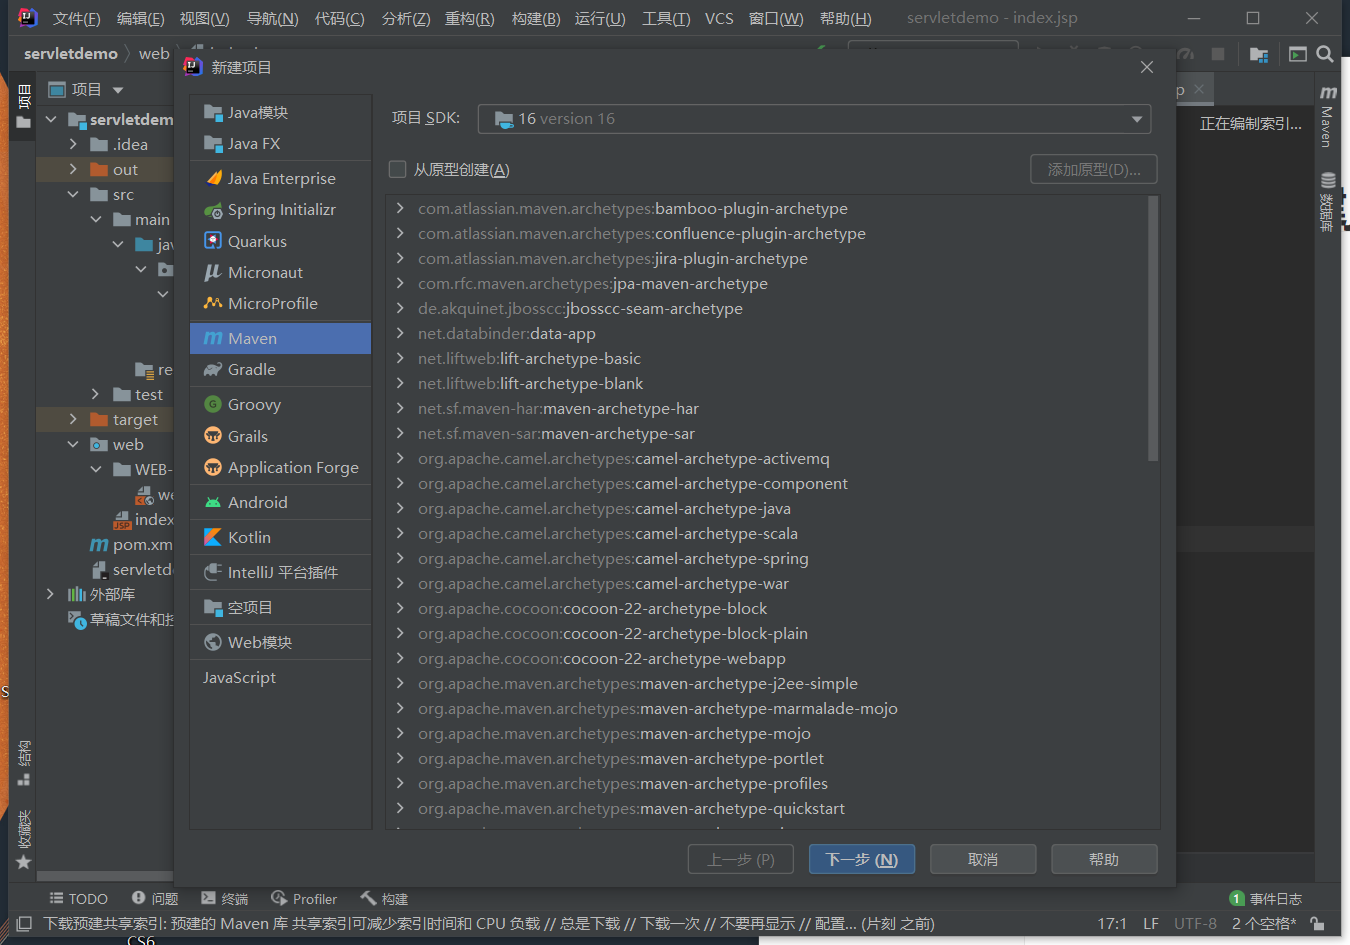 文件(F) 编辑(E) 视图(V) 导航(N) 代码(C) 分析(Z) 重构(R) 构建(B) 运行(U) 工具(T) VCS 窗口(W) 帮助(H) servletdemo - index.jsp
servletdemo web
新建项目
项目
servletdem
.idea
out
src
main
jav
re
test
target
web
WEB-
we
index
pom.xm
servletd
外部库
草稿文件和控
项目
结构
收藏夹
Java模块
Java FX
Java Enterprise
Spring Initializr
Quarkus
Micronaut
MicroProfile
Maven
Gradle
Groovy
Grails
Application Forge
Android
Kotlin
IntelliJ 平台插件
空项目
Web模块
JavaScript
项目 SDK: 16 version 16
从原型创建(A) 添加原型(D)...
com.atlassian.maven.archetypes:bamboo-plugin-archetype
com.atlassian.maven.archetypes:confluence-plugin-archetype
com.atlassian.maven.archetypes:jira-plugin-archetype
com.rfc.maven.archetypes:jpa-maven-archetype
de.akquinet.jbosscc:jbosscc-seam-archetype
net.databinder:data-app
net.liftweb:lift-archetype-basic
net.liftweb:lift-archetype-blank
net.sf.maven-har:maven-archetype-har
net.sf.maven-sar:maven-archetype-sar
org.apache.camel.archetypes:camel-archetype-activemq
org.apache.camel.archetypes:camel-archetype-component
org.apache.camel.archetypes:camel-archetype-java
org.apache.camel.archetypes:camel-archetype-scala
org.apache.camel.archetypes:camel-archetype-spring
org.apache.camel.archetypes:camel-archetype-war
org.apache.cocoon:cocoon-22-archetype-block
org.apache.cocoon:cocoon-22-archetype-block-plain
org.apache.cocoon:cocoon-22-archetype-webapp
org.apache.maven.archetypes:maven-archetype-j2ee-simple
org.apache.maven.archetypes:maven-archetype-marmalade-mojo
org.apache.maven.archetypes:maven-archetype-mojo
org.apache.maven.archetypes:maven-archetype-portlet
org.apache.maven.archetypes:maven-archetype-profiles
org.apache.maven.archetypes:maven-archetype-quickstart
上一步 (P) 下一步 (N) 取消 帮助
p
正在编制索引...
Maven
数据库
TODO 问题 终端 Profiler 构建 1 事件日志
下载预建共享索引: 预建的 Maven 库 共享索引可减少索引时间和 CPU 负载 // 总是下载 // 下载一次 // 不要再显示 // 配置... (片刻 之前) 17:1 LF UTF-8 2 个空格*
S
CS6